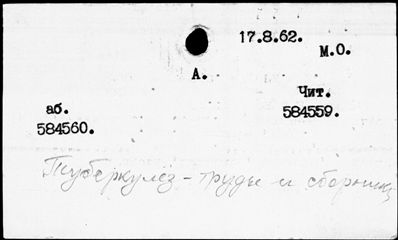 17.8.62.
М.О.
А.
Чит.
584559.
аб.
584560.
Туберкулез - труды и сборники